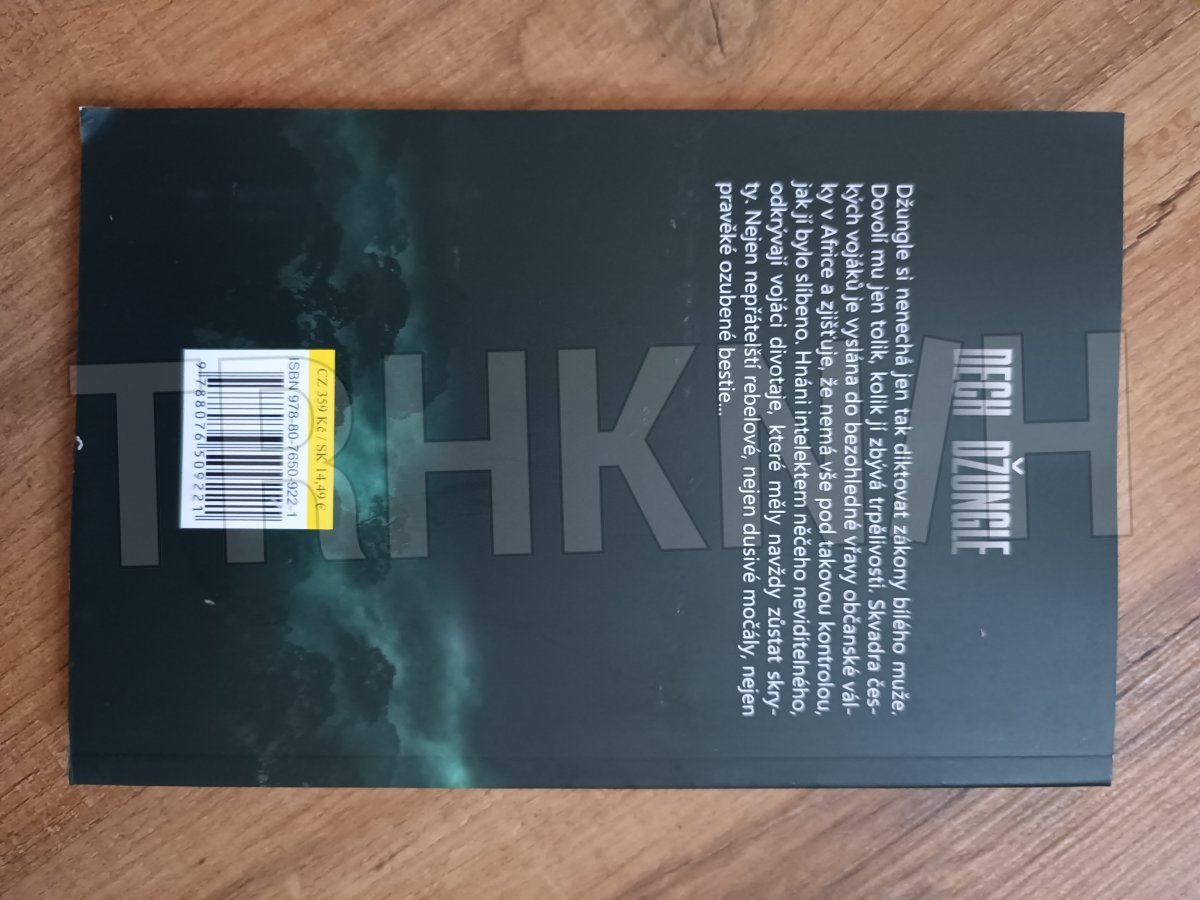 DECH DŽUNGLE
Džungle si nenechá jen tak diktovat zákony bílého muže.
Dovolí mu jen tolik, kolik jí zbývá trpělivosti. Skvadra čes-
kých vojáků je vyslána do bezohledné vřavy občanské vál-
ky v Africe a zjišťuje, že nemá vše pod takovou kontrolou,
jak jí bylo slíbeno. Hnáni intelektem něčeho neviditelného,
odkrývají vojáci divotaje, které měly navždy zůstat skry-
ty. Nejen nepřátelští rebelové, nejen dusivé močály, nejen
pravěké ozubené bestie...
CZ 359 Kč / SK 14,49 €
ISBN 978-80-7650-922-1
9 788076 509221
TRHKNIH